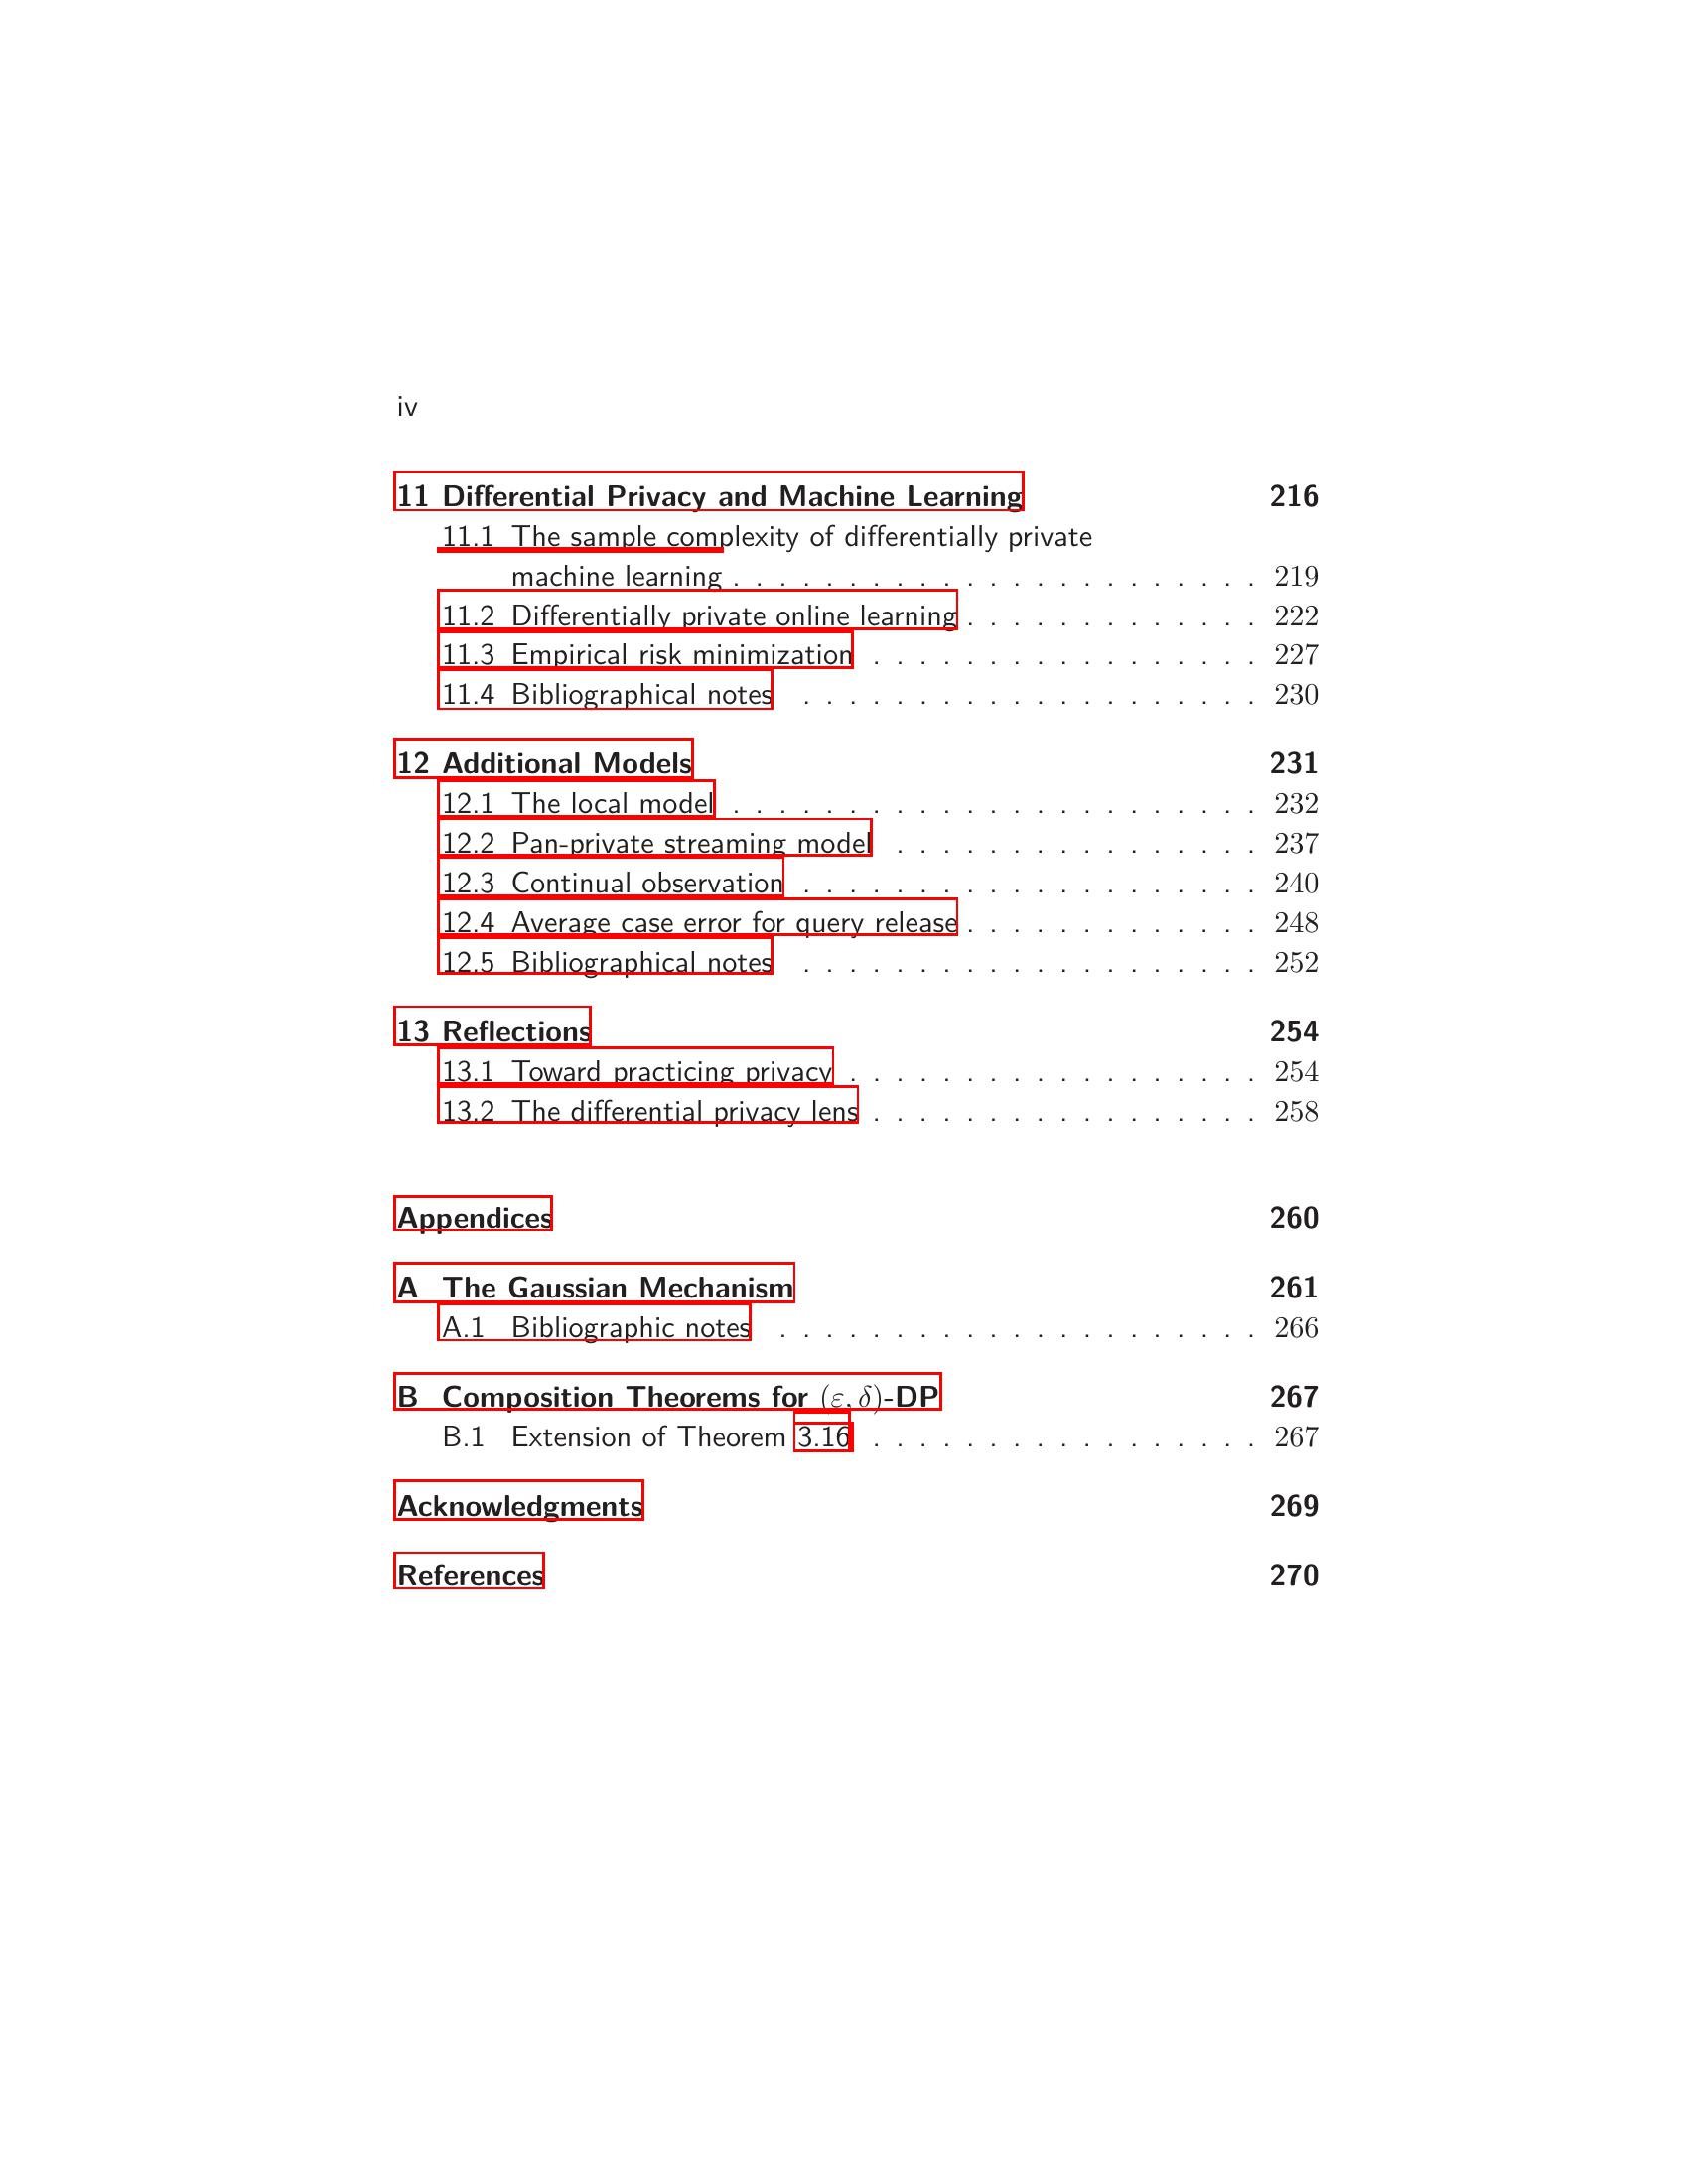 iv
11 Differential Privacy and Machine Learning 216
11.1 The sample complexity of differentially private
machine learning . . . . . . . . . . . . . . . . . . . . . . . 219
11.2 Differentially private online learning . . . . . . . . . . . . . 222
11.3 Empirical risk minimization . . . . . . . . . . . . . . . . . 227
11.4 Bibliographical notes . . . . . . . . . . . . . . . . . . . . 230
12 Additional Models 231
12.1 The local model . . . . . . . . . . . . . . . . . . . . . . . 232
12.2 Pan-private streaming model . . . . . . . . . . . . . . . . 237
12.3 Continual observation . . . . . . . . . . . . . . . . . . . . 240
12.4 Average case error for query release . . . . . . . . . . . . . 248
12.5 Bibliographical notes . . . . . . . . . . . . . . . . . . . . 252
13 Reflections 254
13.1 Toward practicing privacy . . . . . . . . . . . . . . . . . . 254
13.2 The differential privacy lens . . . . . . . . . . . . . . . . . 258
Appendices 260
A The Gaussian Mechanism 261
A.1 Bibliographic notes . . . . . . . . . . . . . . . . . . . . . 266
B Composition Theorems for (ε, δ)-DP 267
B.1 Extension of Theorem 3.16 . . . . . . . . . . . . . . . . . 267
Acknowledgments 269
References 270